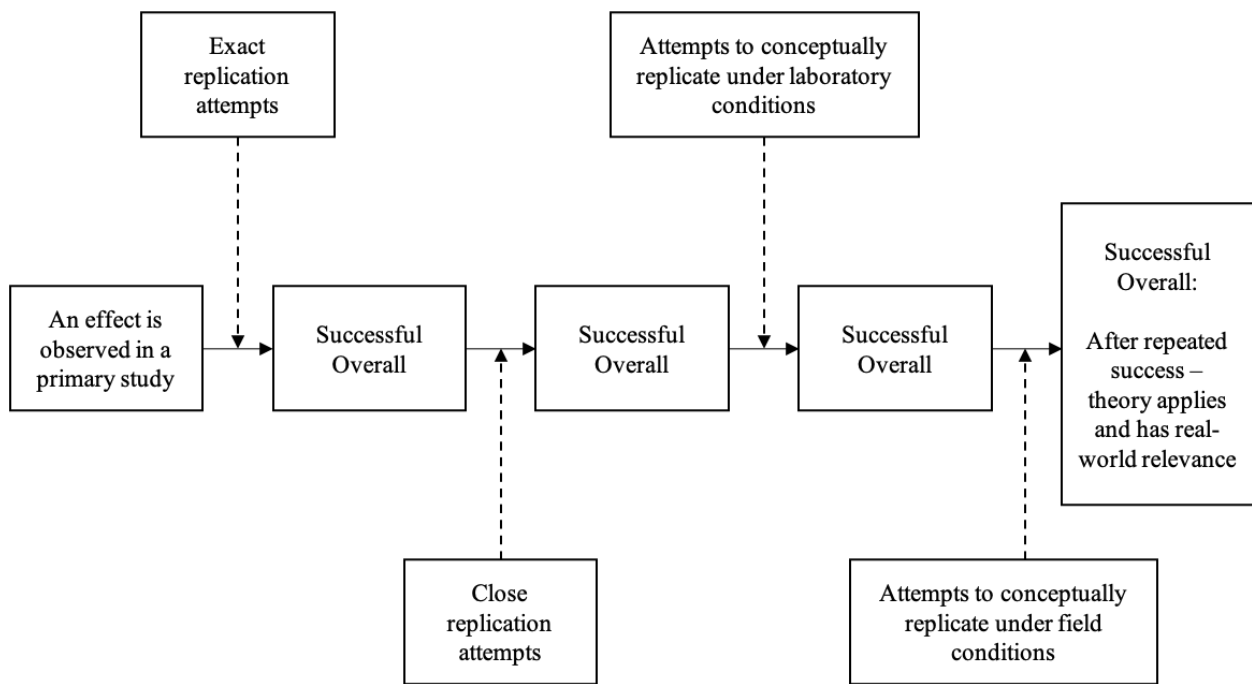 Exact
replication
attempts
Attempts to conceptually
replicate under laboratory
conditions
An effect is
observed in a
primary study
Successful
Overall
Successful
Overall
Successful
Overall
Successful
Overall:
After repeated
success –
theory applies
and has real-
world relevance
Close
replication
attempts
Attempts to conceptually
replicate under field
conditions